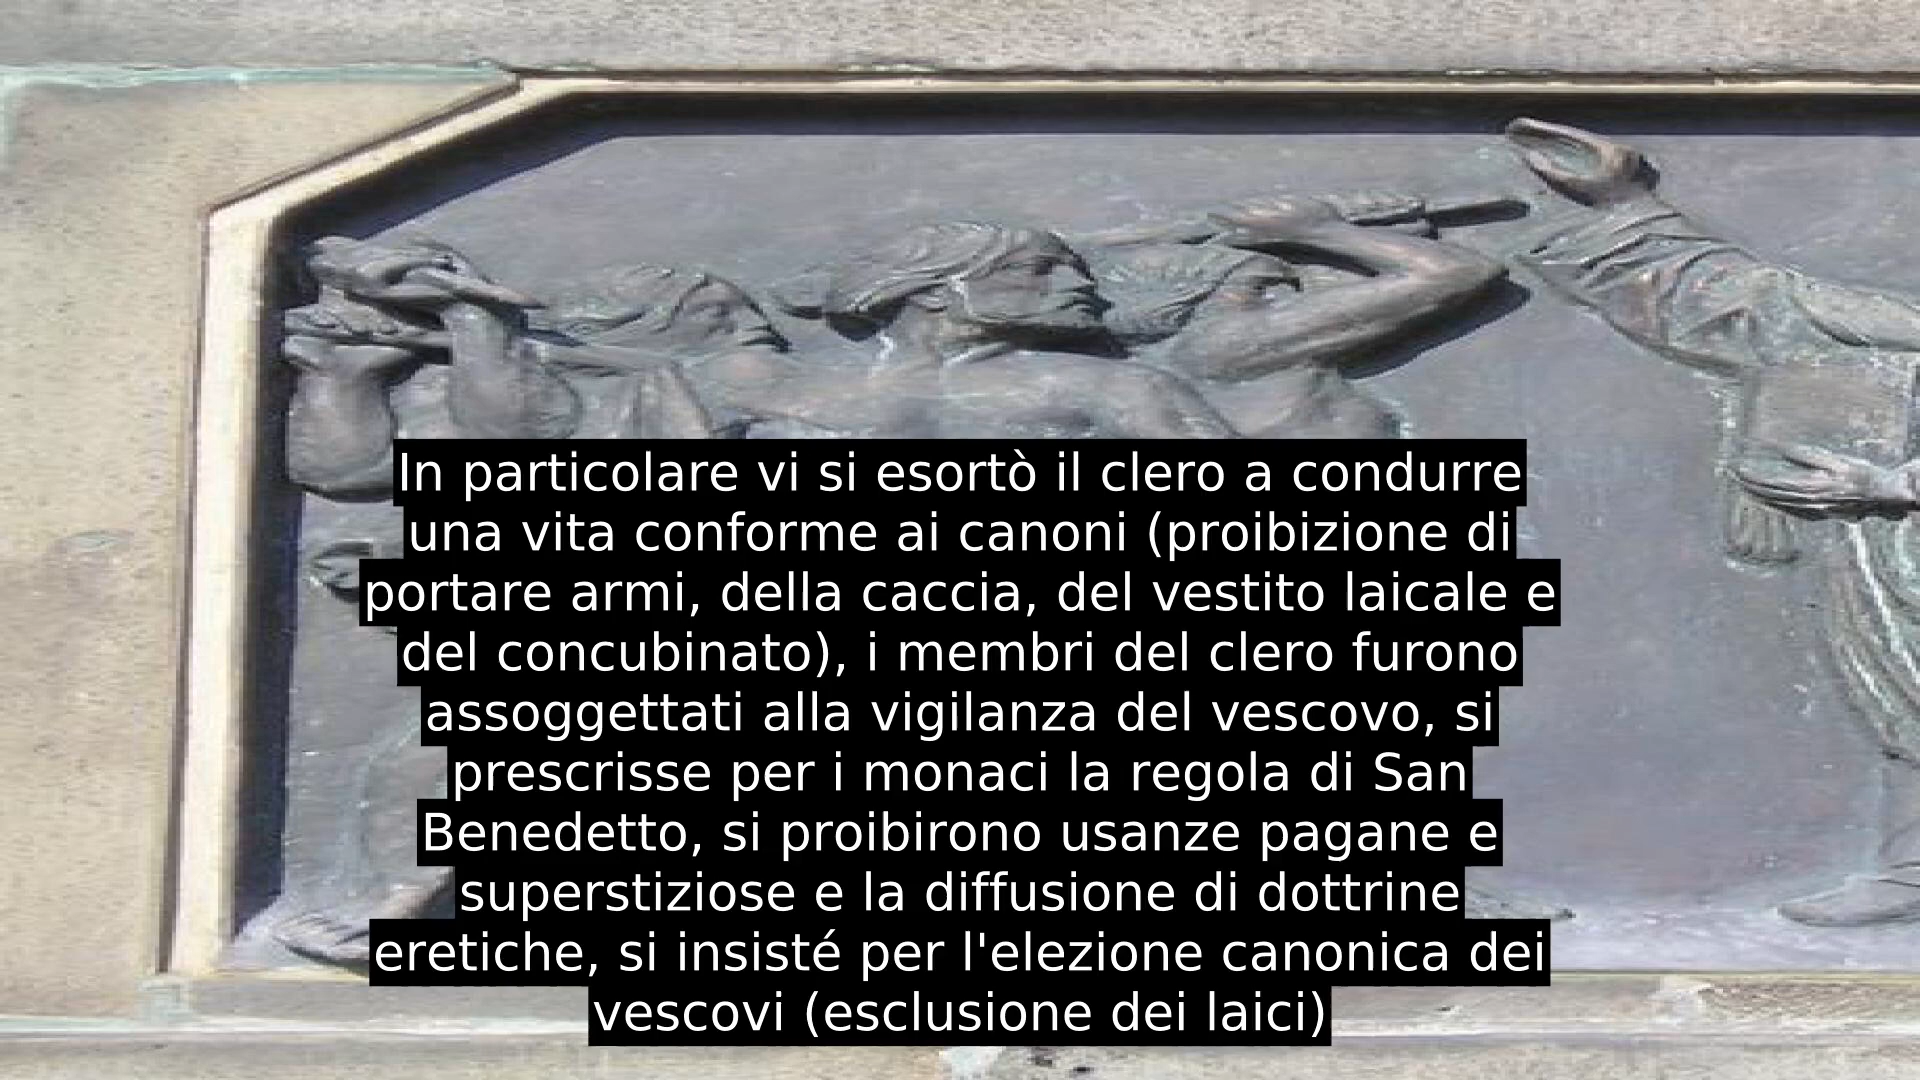 In particolare vi si esortò il clero a condurre
una vita conforme ai canoni (proibizione di
portare armi, della caccia, del vestito laicale e
del concubinato), i membri del clero furono
assoggettati alla vigilanza del vescovo, si
prescrisse per i monaci la regola di San
Benedetto, si proibirono usanze pagane e
superstiziose e la diffusione di dottrine
eretiche, si insisté per l'elezione canonica dei
vescovi (esclusione dei laici)